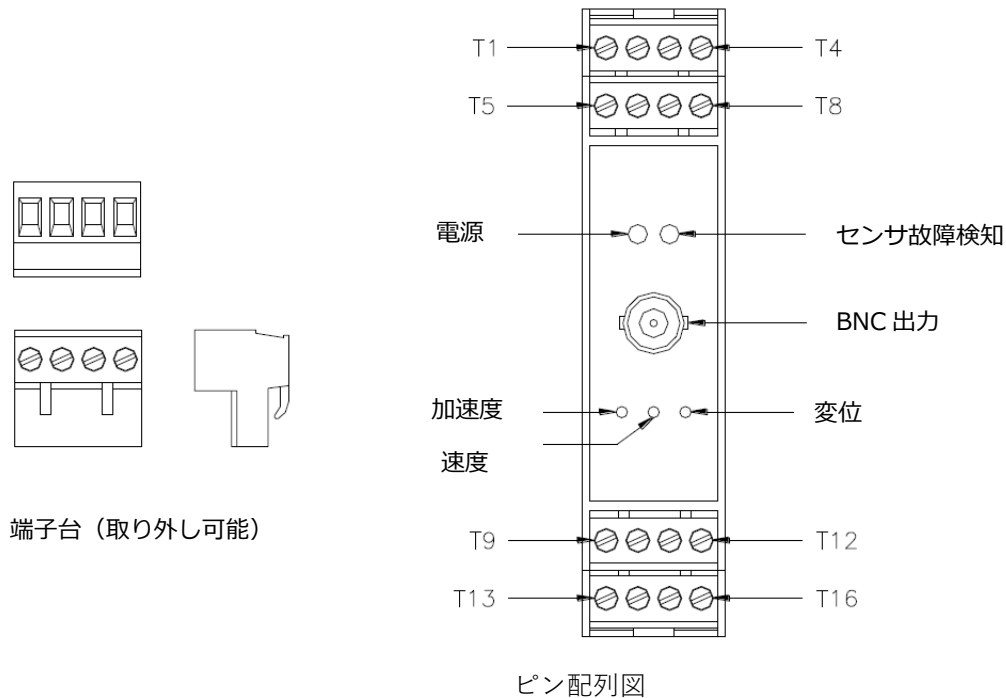 T1
T4
T5
T8
電源
センサ故障検知
BNC 出力
加速度
変位
速度
端子台（取り外し可能）
T9
T12
T13
T16
ピン配列図